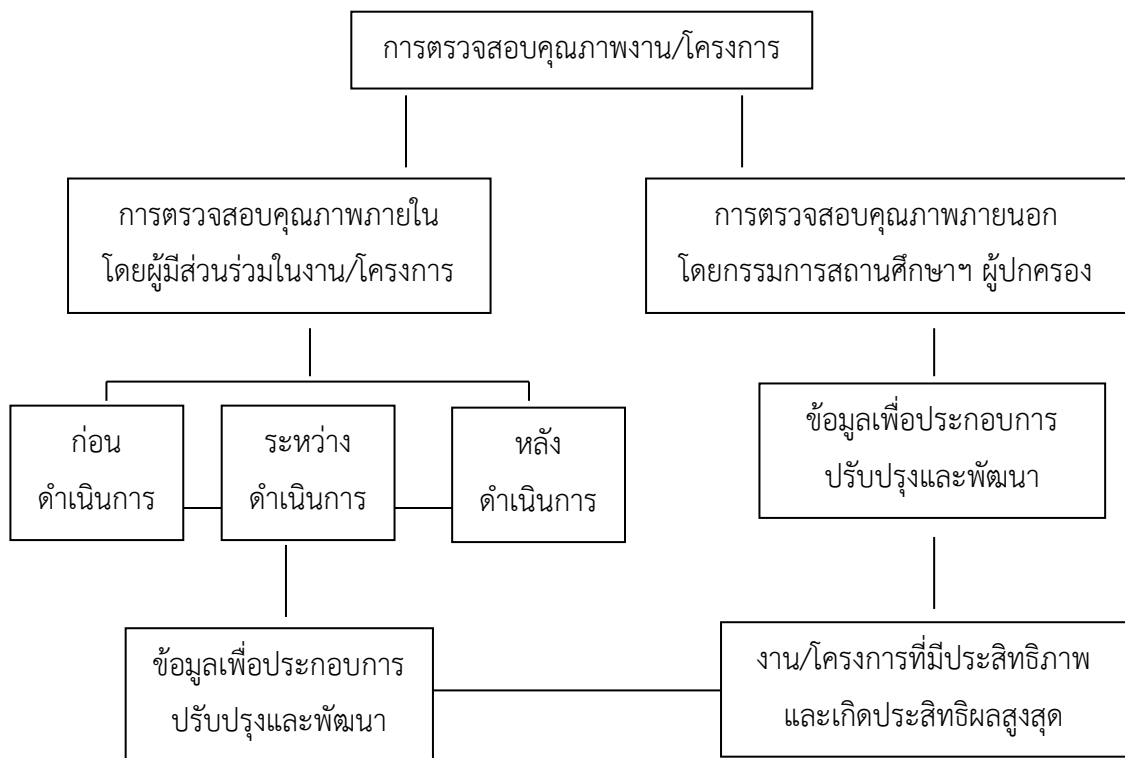 การตรวจสอบคุณภาพงาน/โครงการ
การตรวจสอบคุณภาพภายใน
โดยผู้มีส่วนร่วมในงาน/โครงการ
การตรวจสอบคุณภาพภายนอก
โดยกรรมการสถานศึกษาฯ ผู้ปกครอง
ก่อน
ดำเนินการ
ระหว่าง
ดำเนินการ
หลัง
ดำเนินการ
ข้อมูลเพื่อประกอบการ
ปรับปรุงและพัฒนา
ข้อมูลเพื่อประกอบการ
ปรับปรุงและพัฒนา
งาน/โครงการที่มีประสิทธิภาพ
และเกิดประสิทธิผลสูงสุด